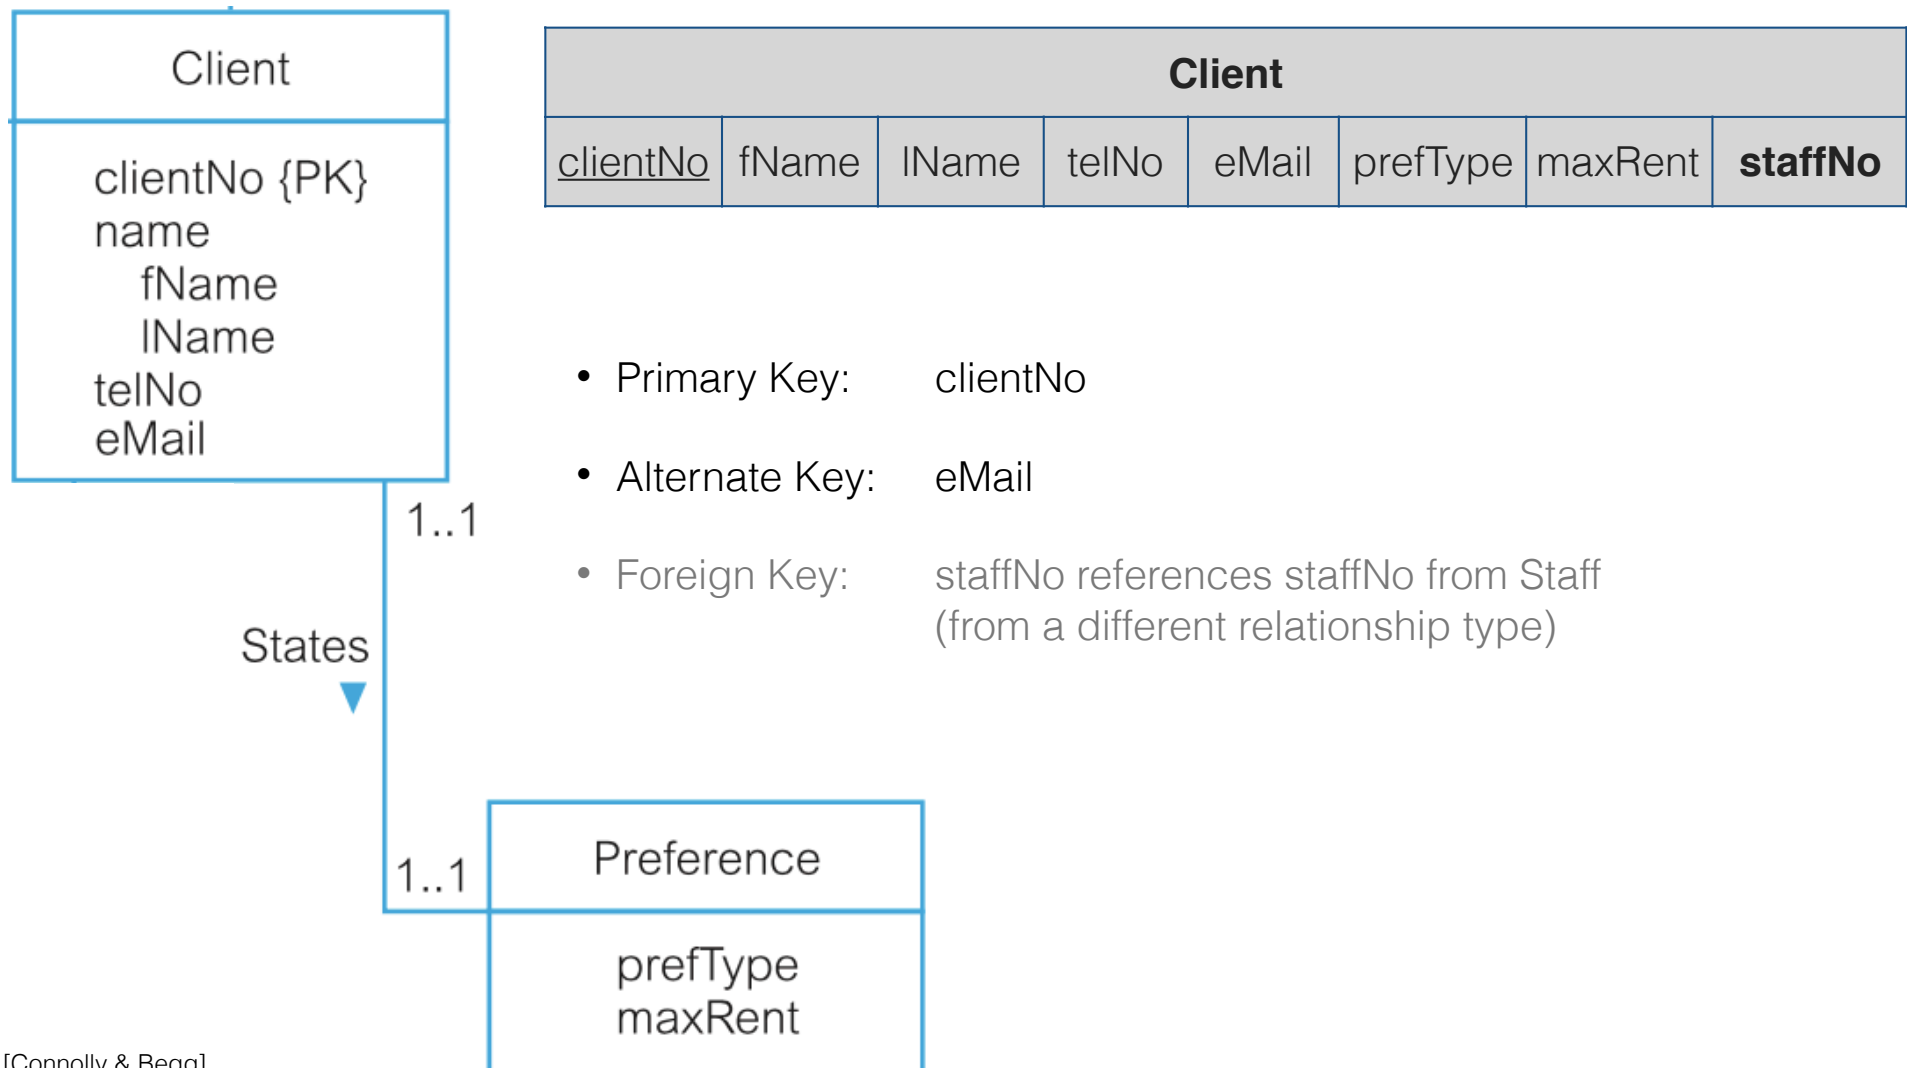 Client
clientNo {PK}
name
fName
lName
telNo
eMail
1..1
States
1..1
Preference
prefType
maxRent
Client
clientNo fName lName telNo eMail prefType maxRent staffNo
• Primary Key: clientNo
• Alternate Key: eMail
• Foreign Key: staffNo references staffNo from Staff
(from a different relationship type)
[Connolly & Begg]